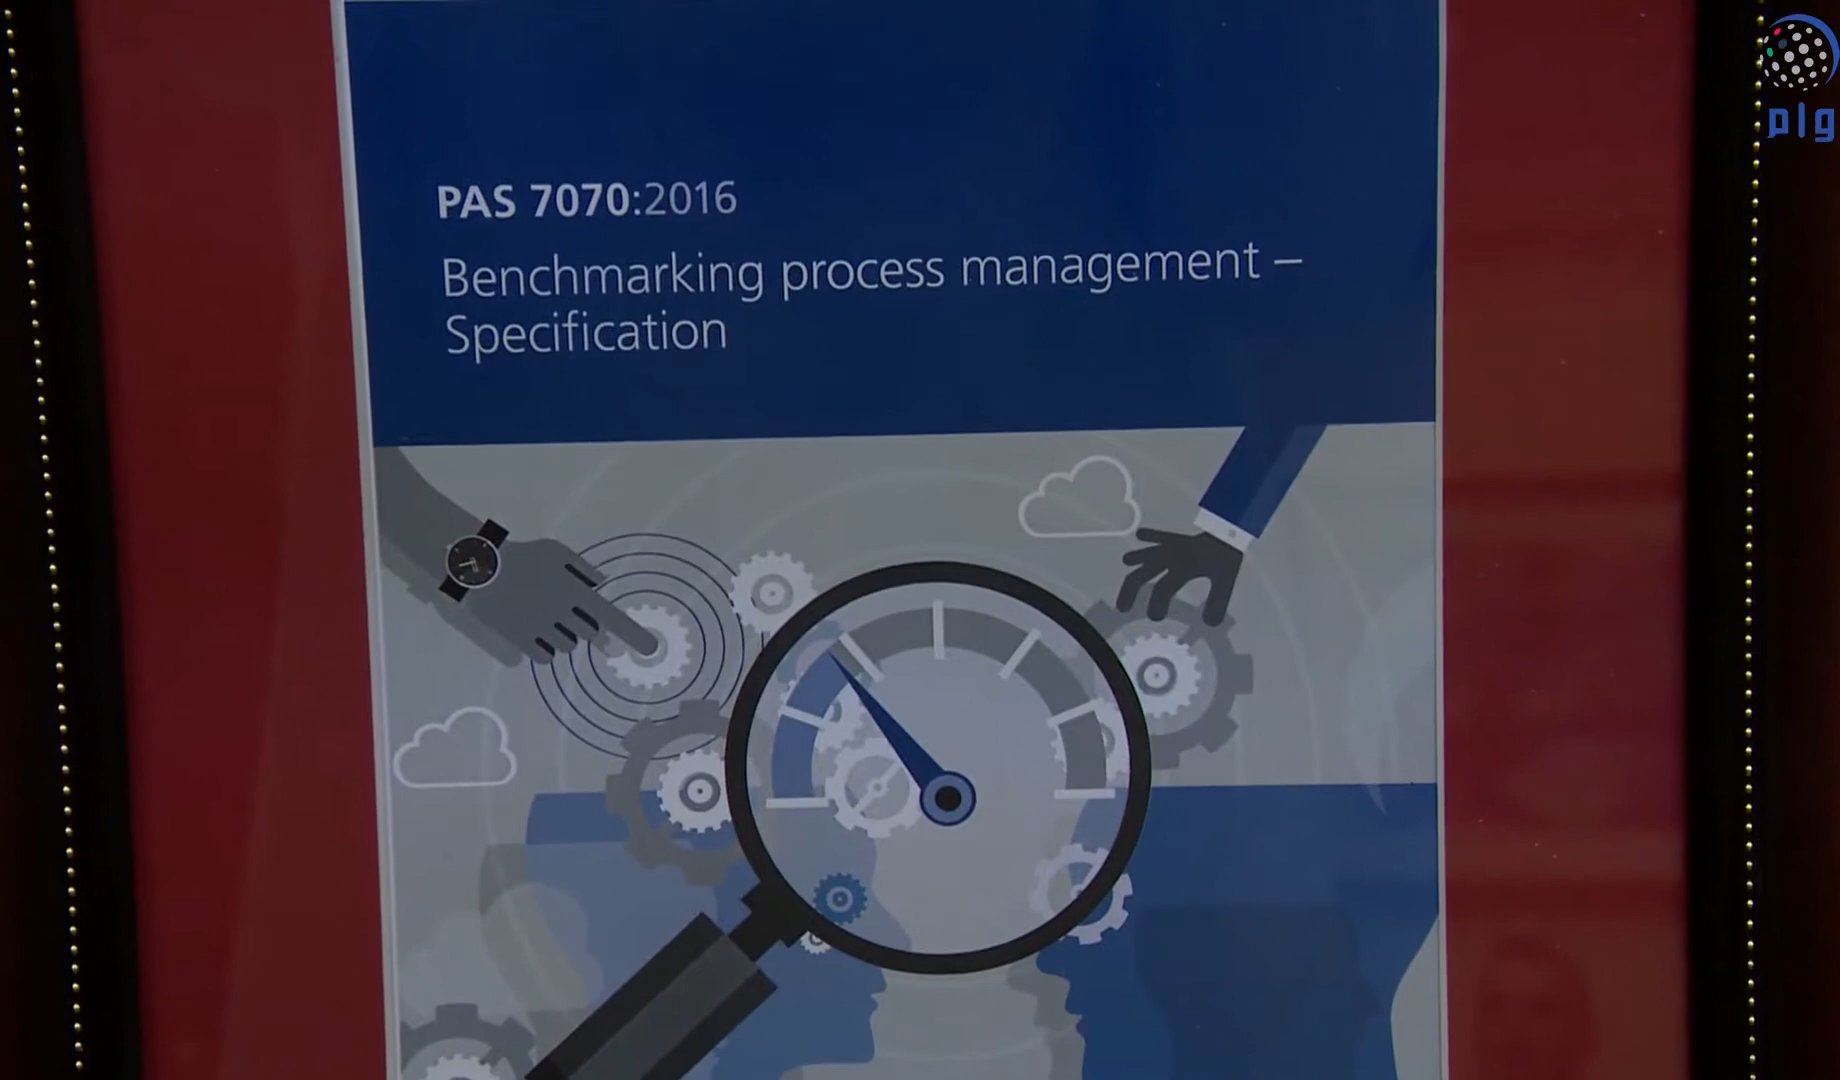 PAS 7070:2016
Benchmarking process management –
Specification
plg